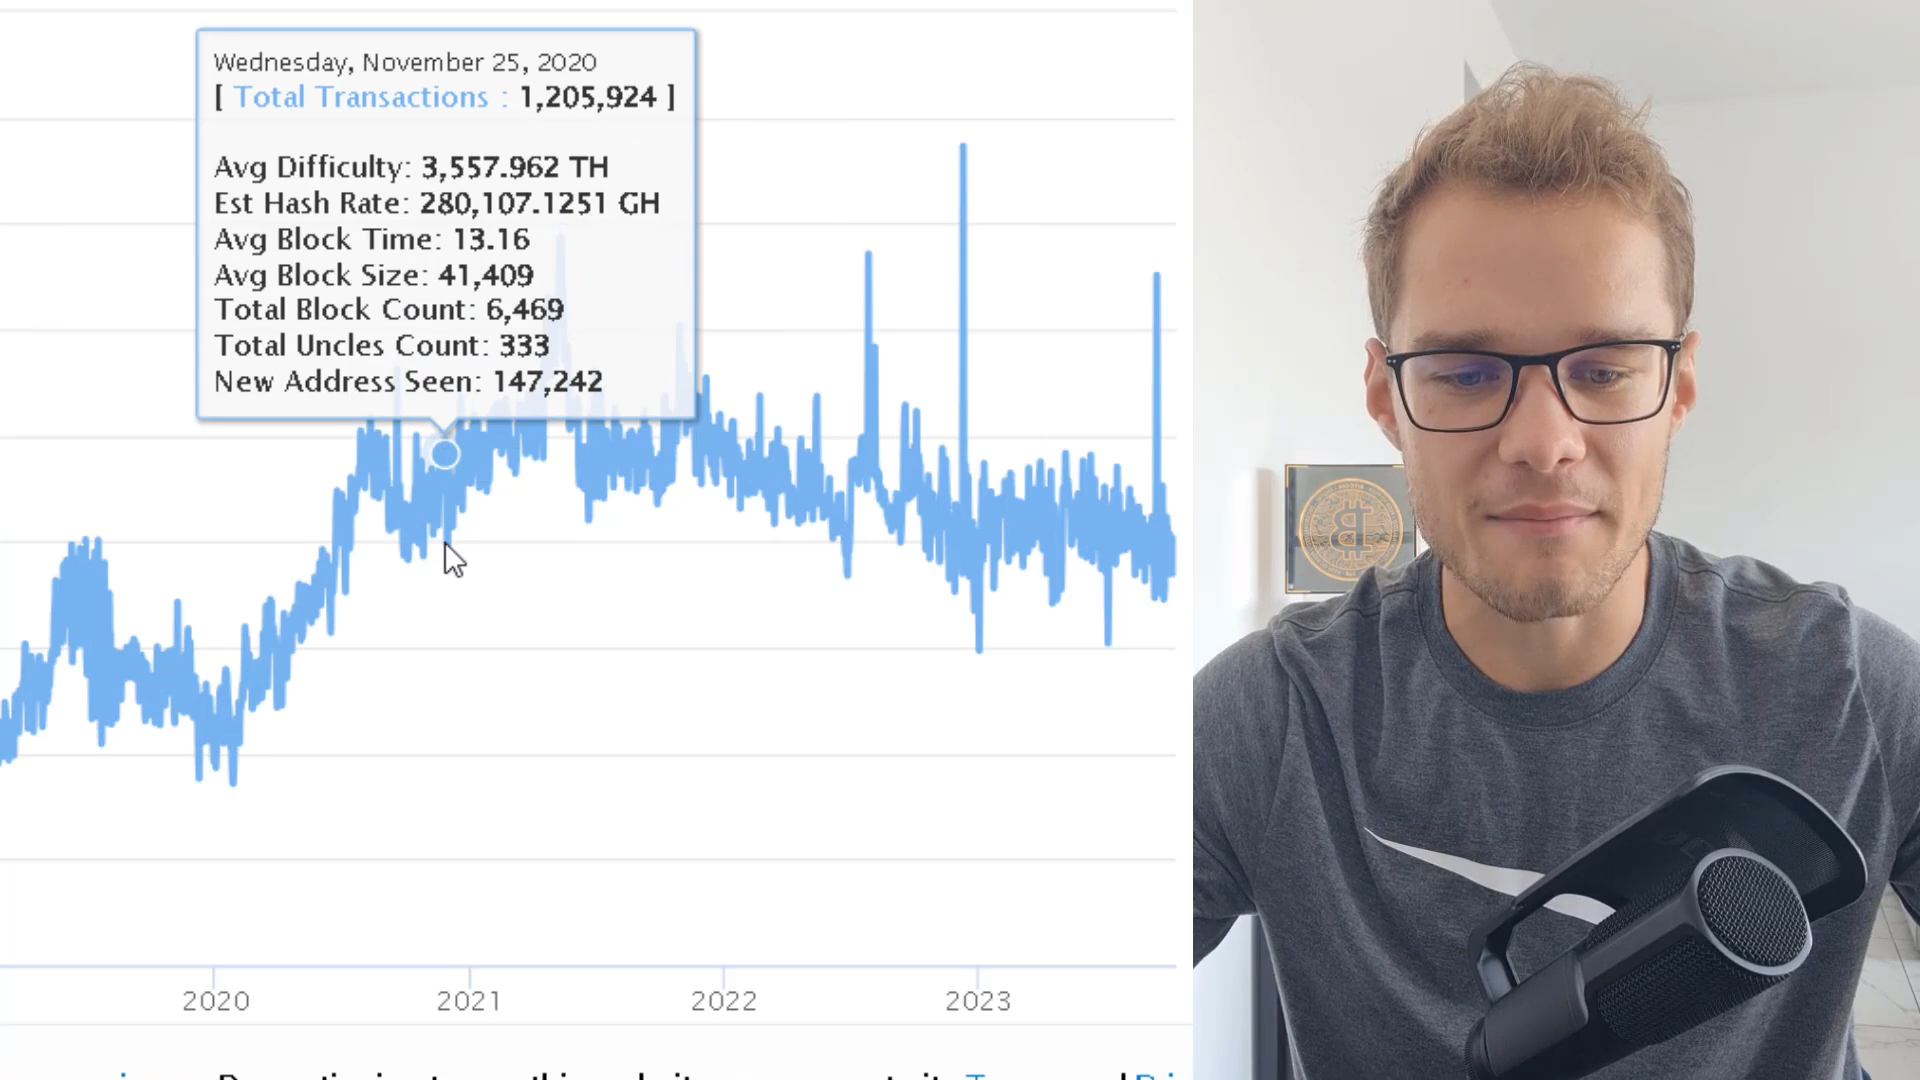 Wednesday, November 25, 2020
[ Total Transactions : 1,205,924 ]
Avg Difficulty: 3,557.962 TH
Est Hash Rate: 280,107.1251 GH
Avg Block Time: 13.16
Avg Block Size: 41,409
Total Block Count: 6,469
Total Uncles Count: 333
New Address Seen: 147,242
2020 2021 2022 2023